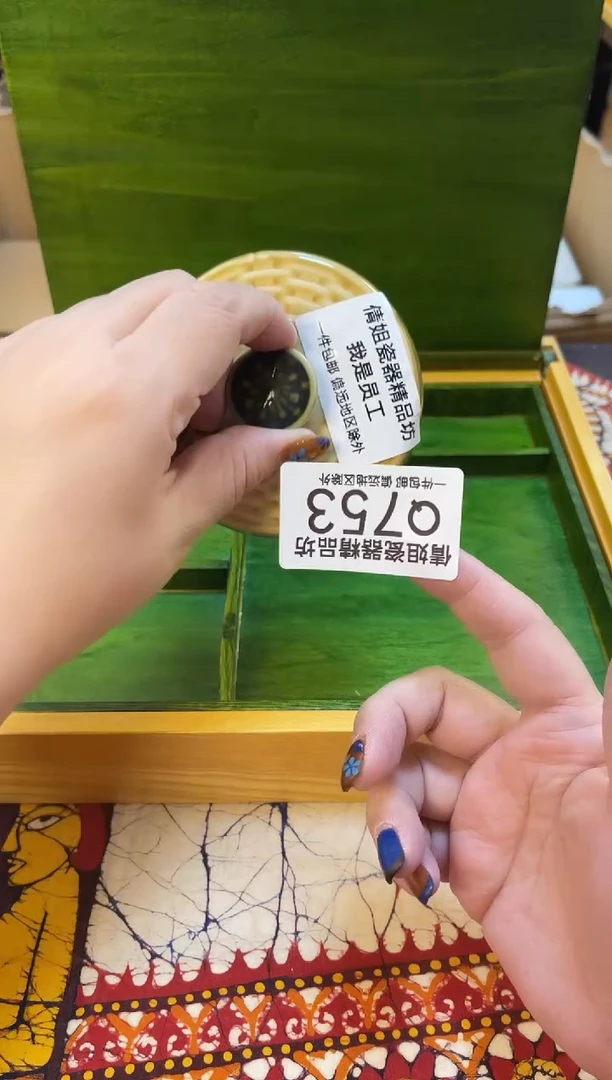 倩姐瓷器精品坊
我是员工
一件包邮 偏远地区除外
倩姐瓷器精品坊
Q753
一件包邮 偏远地区除外